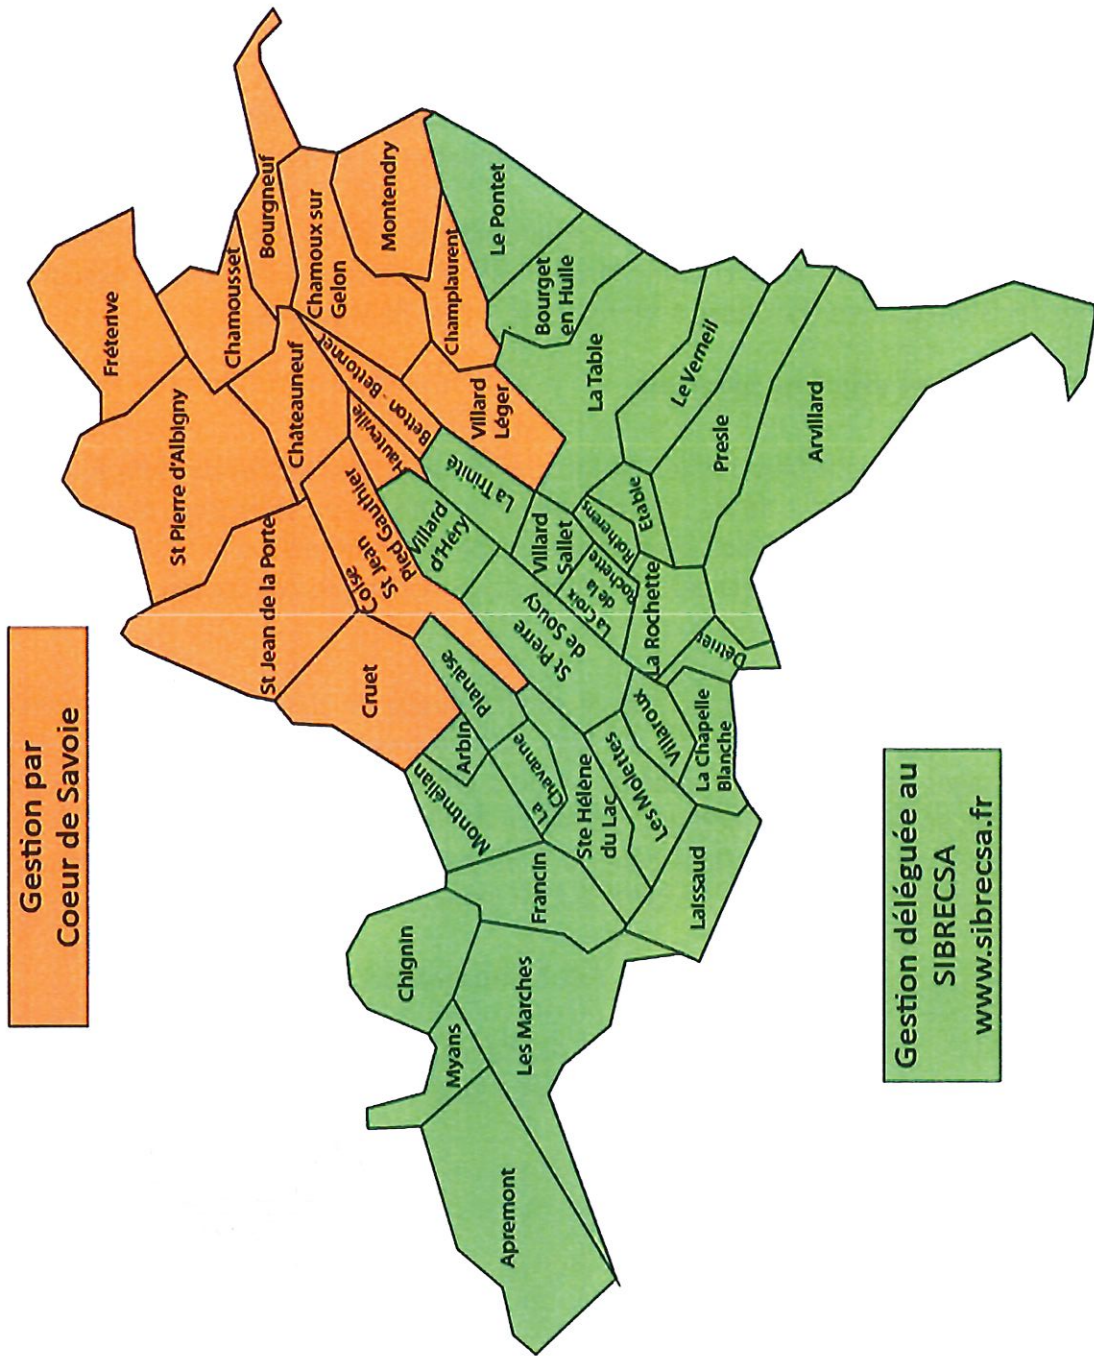 Gestion par
Coeur de Savoie
Fréterive
St Pierre d'Albigny
Chamousset
Bourgneuf
Châteauneuf
Chamoux sur
Gelon
Montendry
St Jean de la Porte
Coise
St Jean
Pied Gauthier
Hauteville
Betton - Bettonnet
Champlaurent
Villard
Léger
Cruet
Le Pontet
Bourget
en Huile
La Table
Le Verneil
Presle
Arvillard
La Trinité
Villard
d'Héry
Villard
Sallet
Rotherens
Etable
La Croix
de la
Rochette
La Rochette
Détrier
St Pierre
de Soucy
Planaise
Arbin
La
Chavanne
Montmélian
Ste Hélène
du Lac
Les Molettes
Villaroux
La Chapelle
Blanche
Laissaud
Francin
Chignin
Les Marches
Myans
Apremont
Gestion déléguée au
SIBRECSA
www.sibrecsa.fr